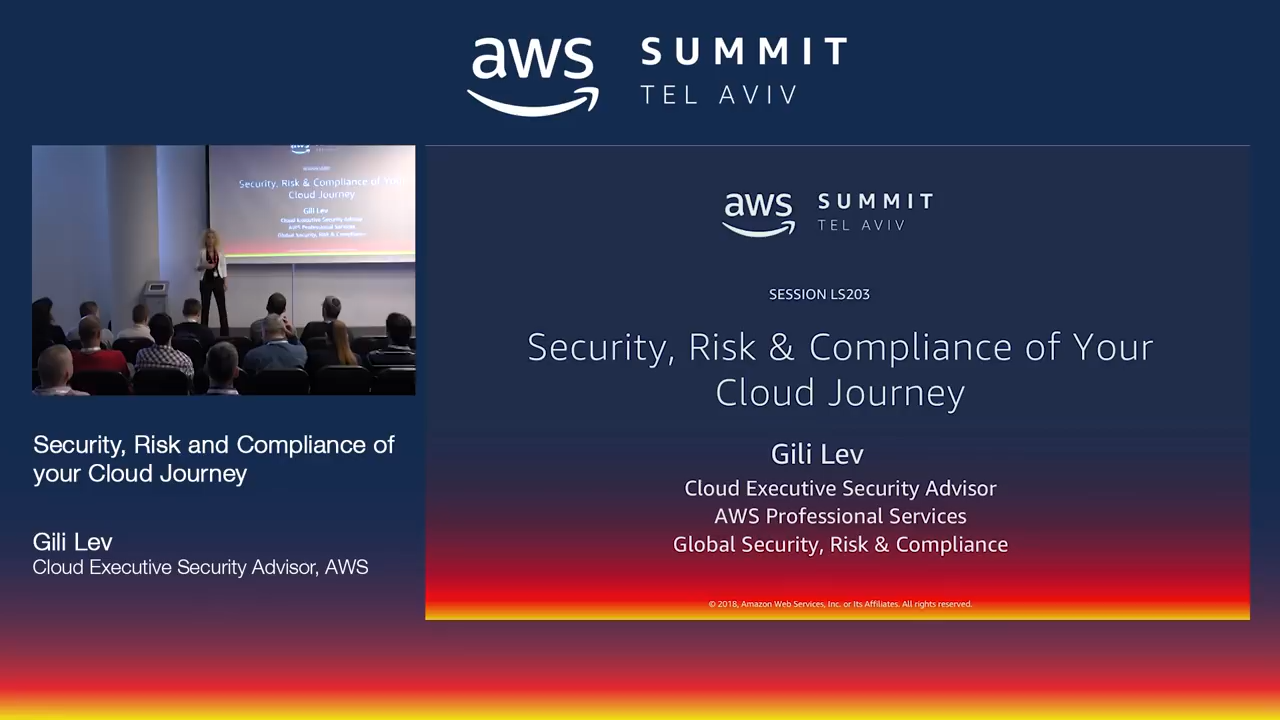 aws SUMMIT
TEL AVIV
Security, Risk & Compliance of Your
Cloud Journey
Gili Lev
Cloud Executive Security Advisor
AWS Professional Services
Global Security, Risk & Compliance
Security, Risk and Compliance of
your Cloud Journey
Gili Lev
Cloud Executive Security Advisor, AWS
aws SUMMIT
TEL AVIV
SESSION LS203
Security, Risk & Compliance of Your
Cloud Journey
Gili Lev
Cloud Executive Security Advisor
AWS Professional Services
Global Security, Risk & Compliance
© 2018, Amazon Web Services, Inc. or Its Affiliates. All rights reserved.